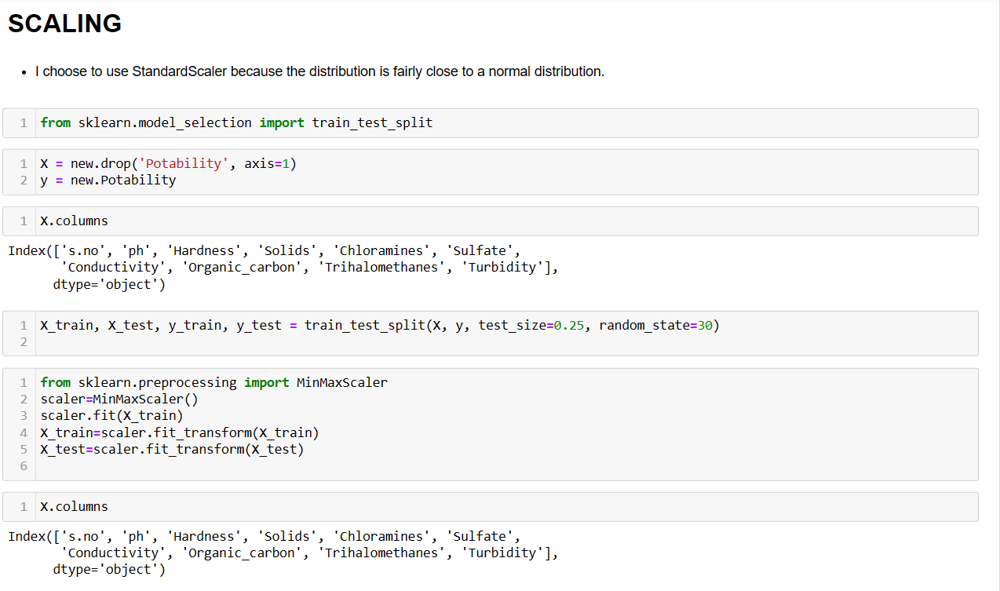 SCALING
• I choose to use StandardScaler because the distribution is fairly close to a normal distribution.
1 from sklearn.model_selection import train_test_split
1 X = new.drop('Potability', axis=1)
2 y = new.Potability
1 X.columns
Index(['s.no', 'ph', 'Hardness', 'Solids', 'Chloramines', 'Sulfate',
       'Conductivity', 'Organic_carbon', 'Trihalomethanes', 'Turbidity'],
      dtype='object')
1 X_train, X_test, y_train, y_test = train_test_split(X, y, test_size=0.25, random_state=30)
2
1 from sklearn.preprocessing import MinMaxScaler
2 scaler=MinMaxScaler()
3 scaler.fit(X_train)
4 X_train=scaler.fit_transform(X_train)
5 X_test=scaler.fit_transform(X_test)
6
1 X.columns
Index(['s.no', 'ph', 'Hardness', 'Solids', 'Chloramines', 'Sulfate',
       'Conductivity', 'Organic_carbon', 'Trihalomethanes', 'Turbidity'],
      dtype='object')